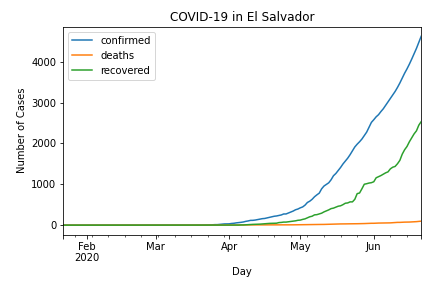 COVID-19 in El Salvador
confirmed
deaths
recovered
Number of Cases
4000
3000
2000
1000
0
Feb
2020
Mar
Apr
May
Jun
Day